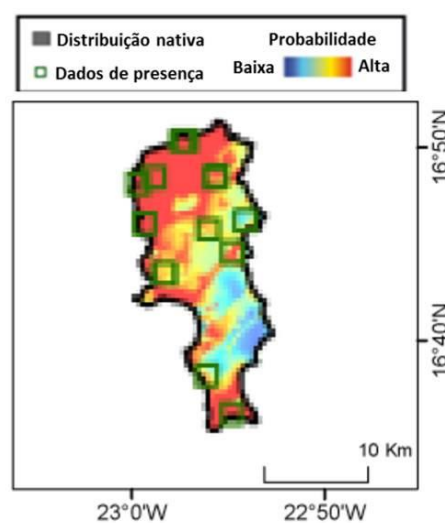 Distribuição nativa
Probabilidade
Dados de presença
Baixa
Alta
16°50'N
16°40'N
10 Km
23°0'W
22°50'W